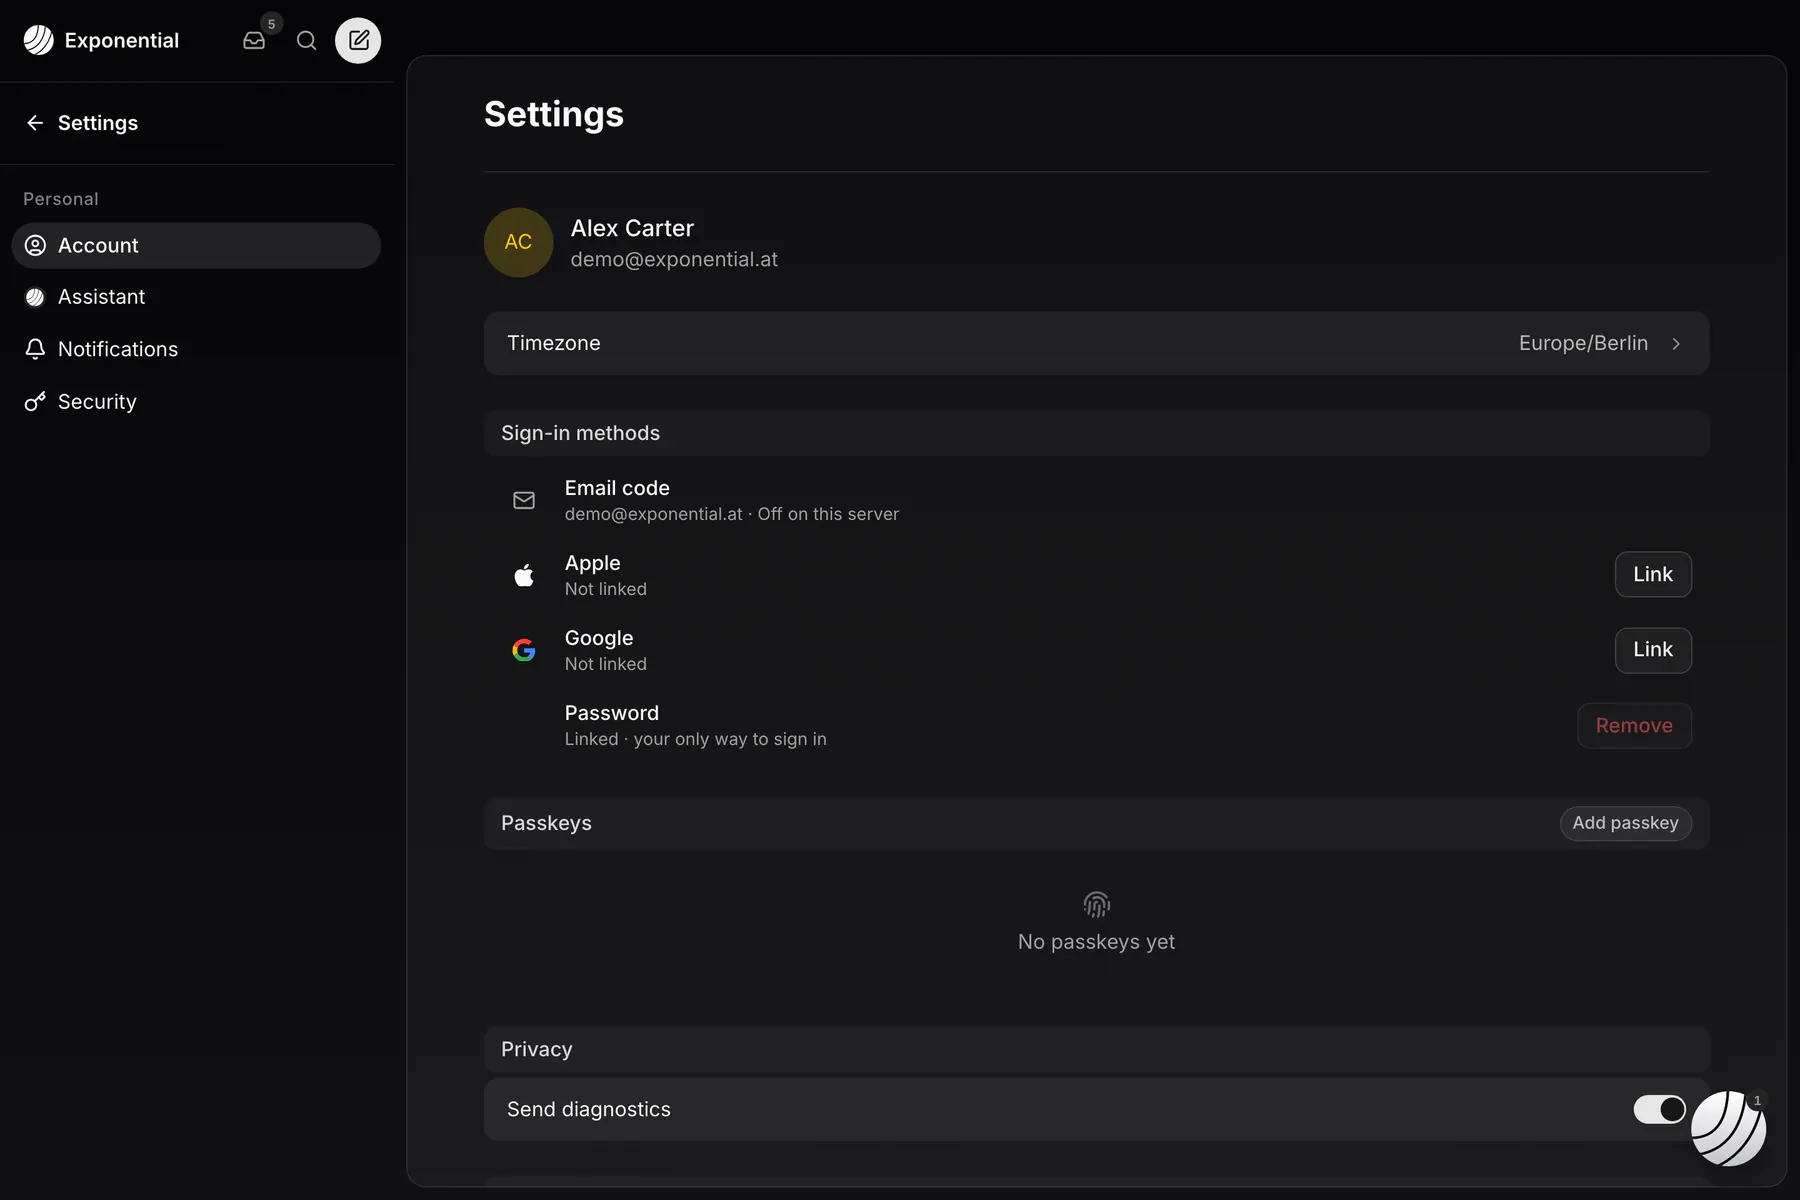 Exponential
5
Settings
Personal
Account
Assistant
Notifications
Security
Settings
AC
Alex Carter
demo@exponential.at
Timezone
Europe/Berlin
Sign-in methods
Email code
demo@exponential.at · Off on this server
Apple
Not linked
Link
Google
Not linked
Link
Password
Linked · your only way to sign in
Remove
Passkeys
Add passkey
No passkeys yet
Privacy
Send diagnostics
1